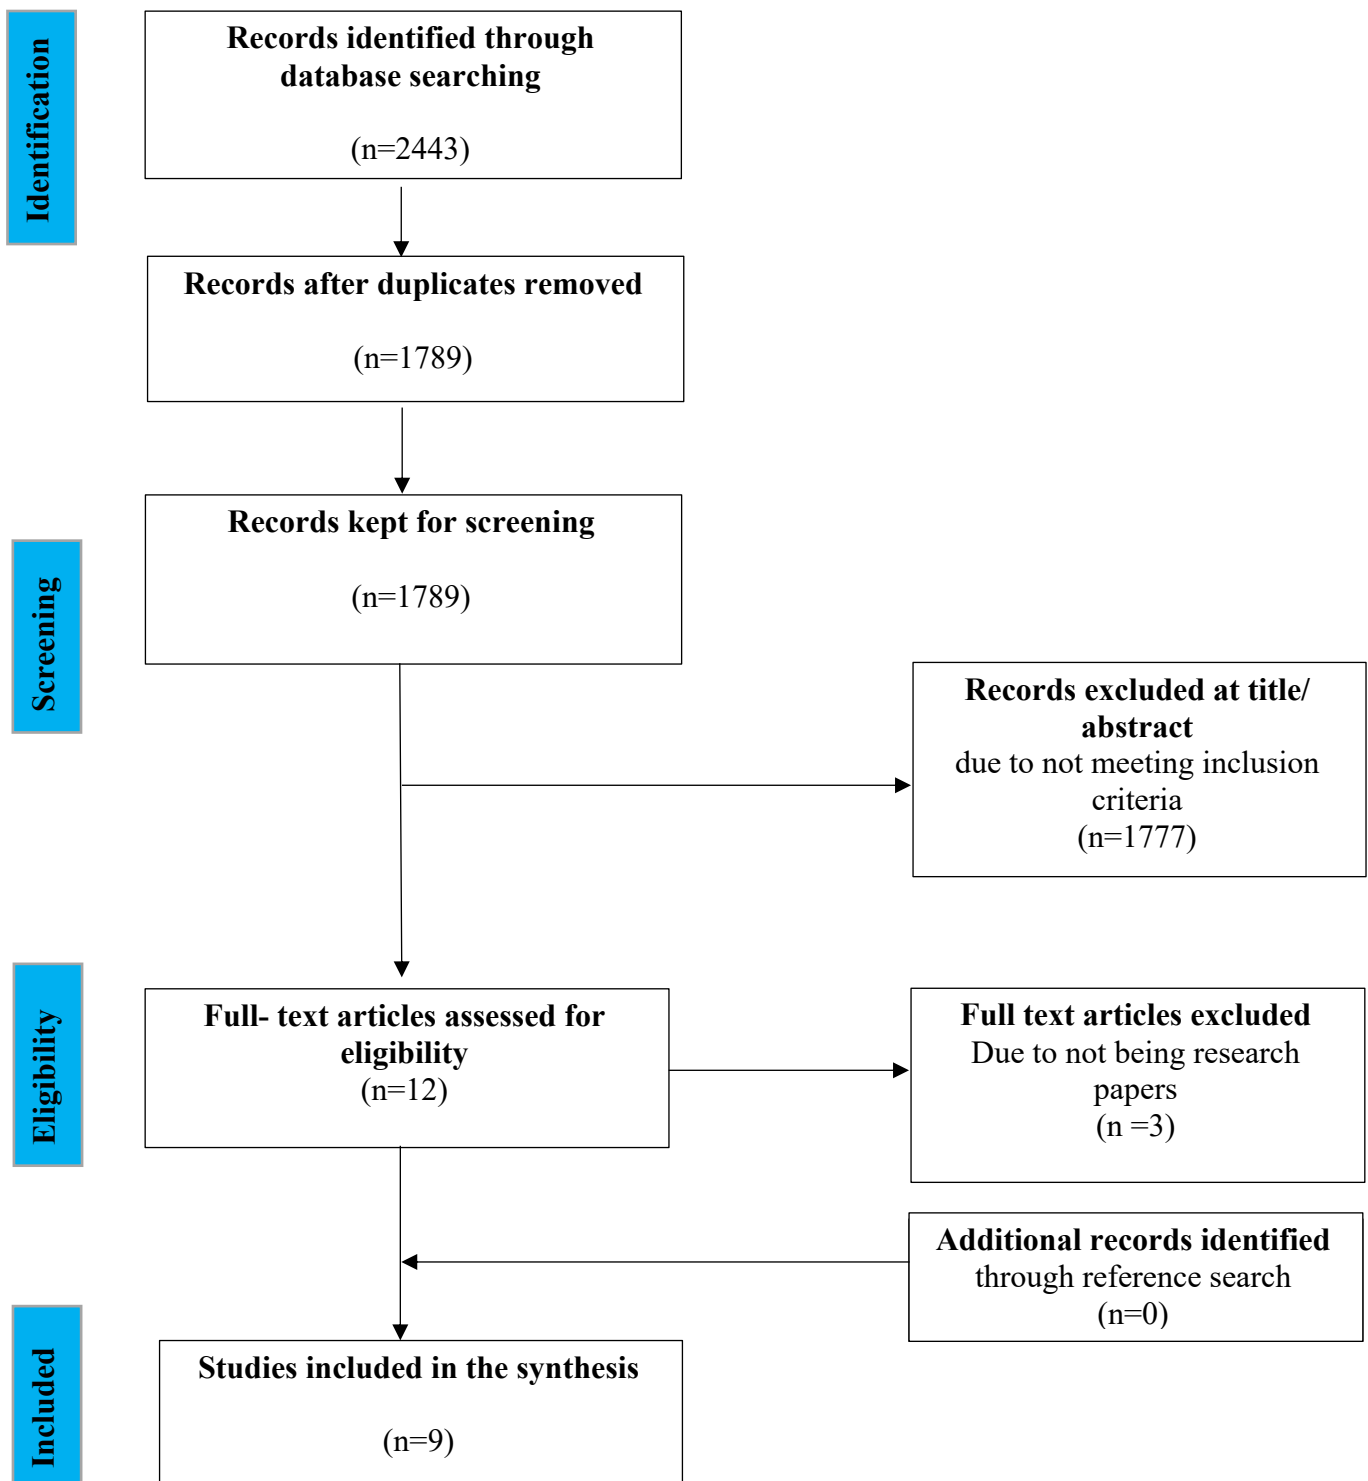 Identification
Records identified through
database searching
(n=2443)
Records after duplicates removed
(n=1789)
Screening
Records kept for screening
(n=1789)
Records excluded at title/
abstract
due to not meeting inclusion
criteria
(n=1777)
Eligibility
Full- text articles assessed for
eligibility
(n=12)
Full text articles excluded
Due to not being research
papers
(n =3)
Additional records identified
through reference search
(n=0)
Included
Studies included in the synthesis
(n=9)